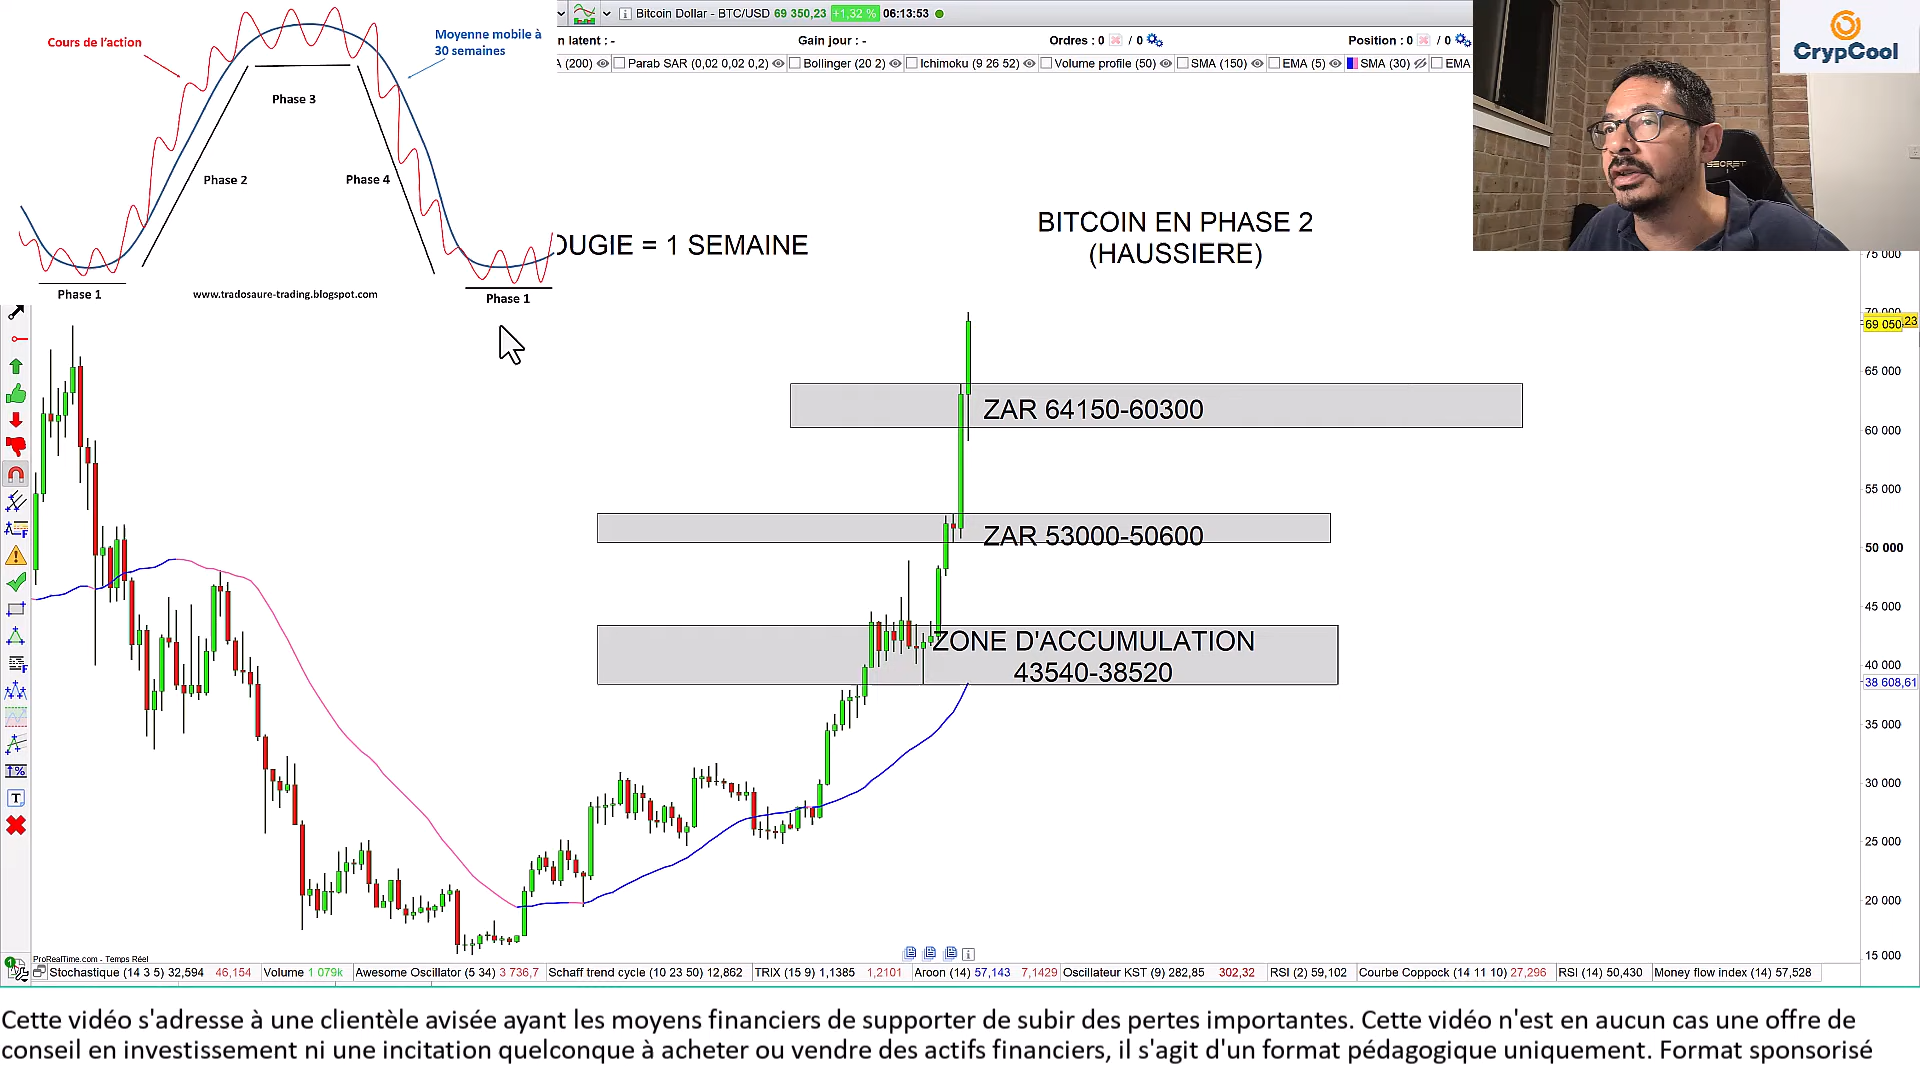 Cours de l'action
Moyenne mobile à
30 semaines
Phase 3
Phase 2
Phase 4
Phase 1
Phase 1
www.tradosaure-trading.blogspot.com
Bitcoin Dollar - BTC/USD 69 350,23 +1,32 % 06:13:53
n latent : -
Gain jour : -
Ordres : 0 / 0
Position : 0 / 0
(200)
Parab SAR (0,02 0,02 0,2)
Bollinger (20 2)
Ichimoku (9 26 52)
Volume profile (50)
SMA (150)
EMA (5)
SMA (30)
EMA
CrypCool
SECRET
OUGIE = 1 SEMAINE
BITCOIN EN PHASE 2
(HAUSSIERE)
75 000
70 000
69 050,23
65 000
60 000
55 000
50 000
45 000
40 000
38 608,61
35 000
30 000
25 000
20 000
15 000
ZAR 64150-60300
ZAR 53000-50600
ZONE D'ACCUMULATION
43540-38520
ProRealTime.com - Temps Réel
Stochastique (14 3 5) 32,594 46,154
Volume 1 079k
Awesome Oscillator (5 34) 3 736,7
Schaff trend cycle (10 23 50) 12,862
TRIX (15 9) 1,1385 1,2101
Aroon (14) 57,143 7,1429
Oscillateur KST (9) 282,85 302,32
RSI (2) 59,102
Courbe Coppock (14 11 10) 27,296
RSI (14) 50,430
Money flow index (14) 57,528
Cette vidéo s'adresse à une clientèle avisée ayant les moyens financiers de supporter de subir des pertes importantes. Cette vidéo n'est en aucun cas une offre de
conseil en investissement ni une incitation quelconque à acheter ou vendre des actifs financiers, il s'agit d'un format pédagogique uniquement. Format sponsorisé